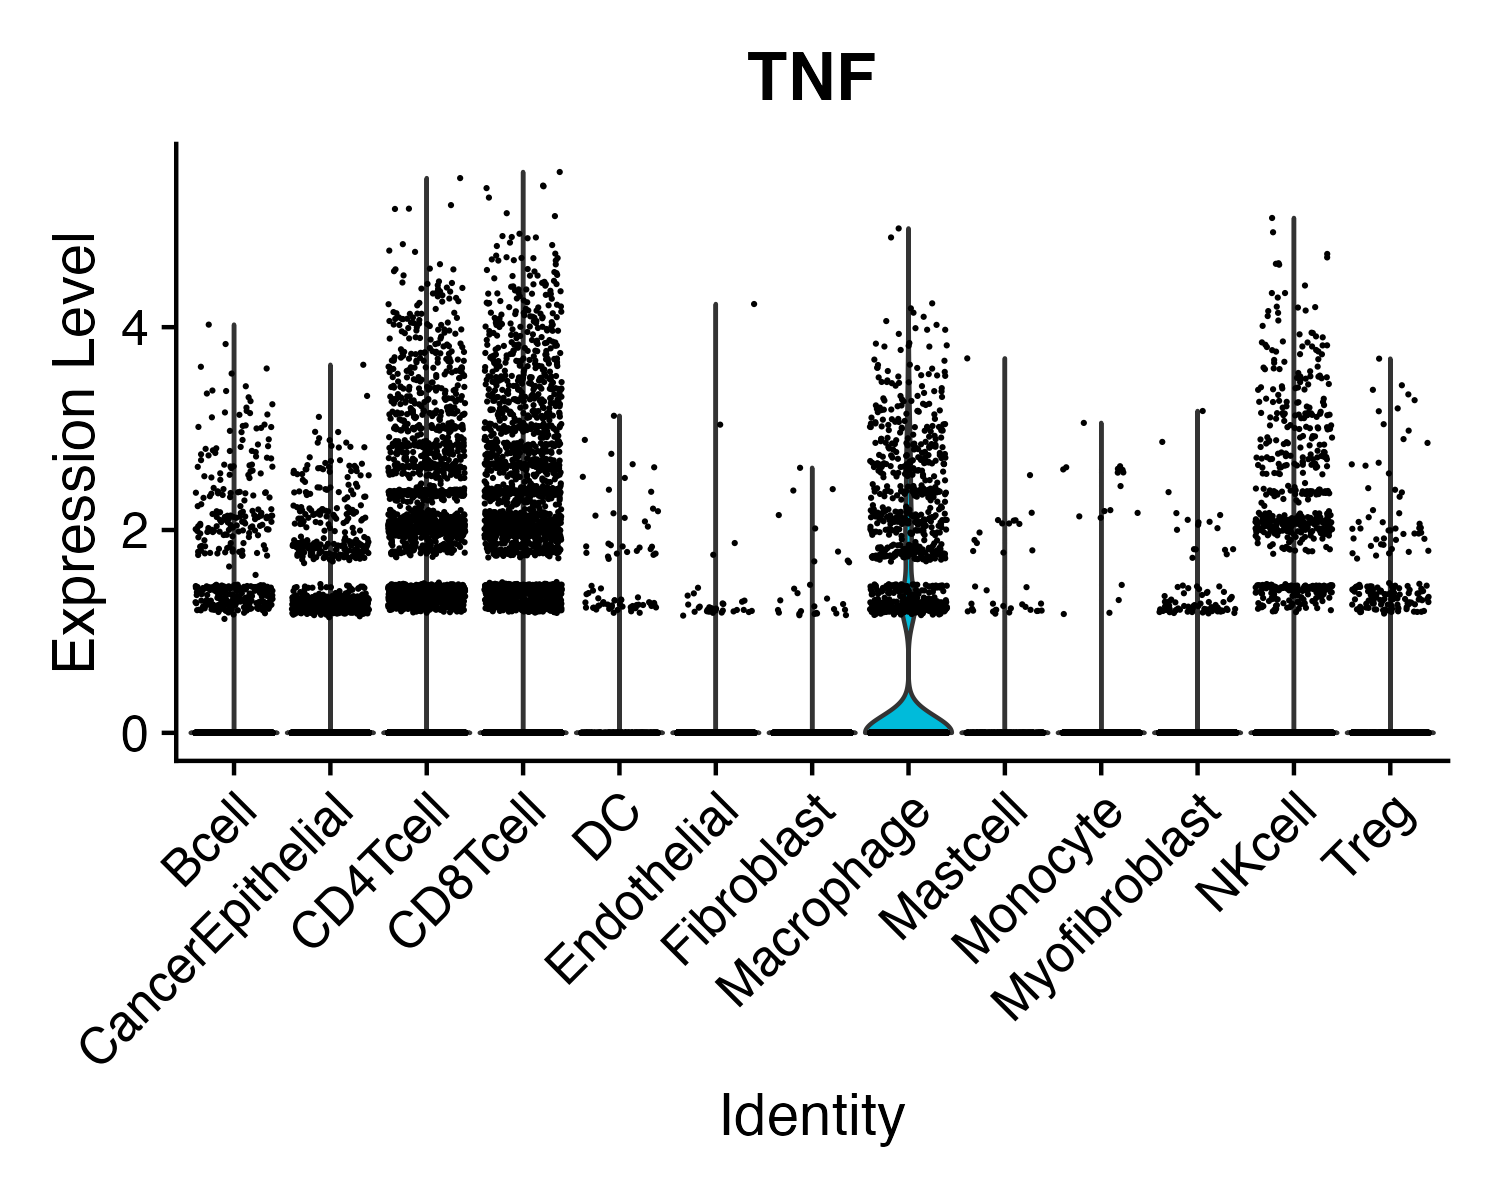 TNF
Expression Level
4
2
0
Bcell
CancerEpithelial
CD4Tcell
CD8Tcell
DC
Endothelial
Fibroblast
Macrophage
Mastcell
Monocyte
Myofibroblast
NKcell
Treg
Identity